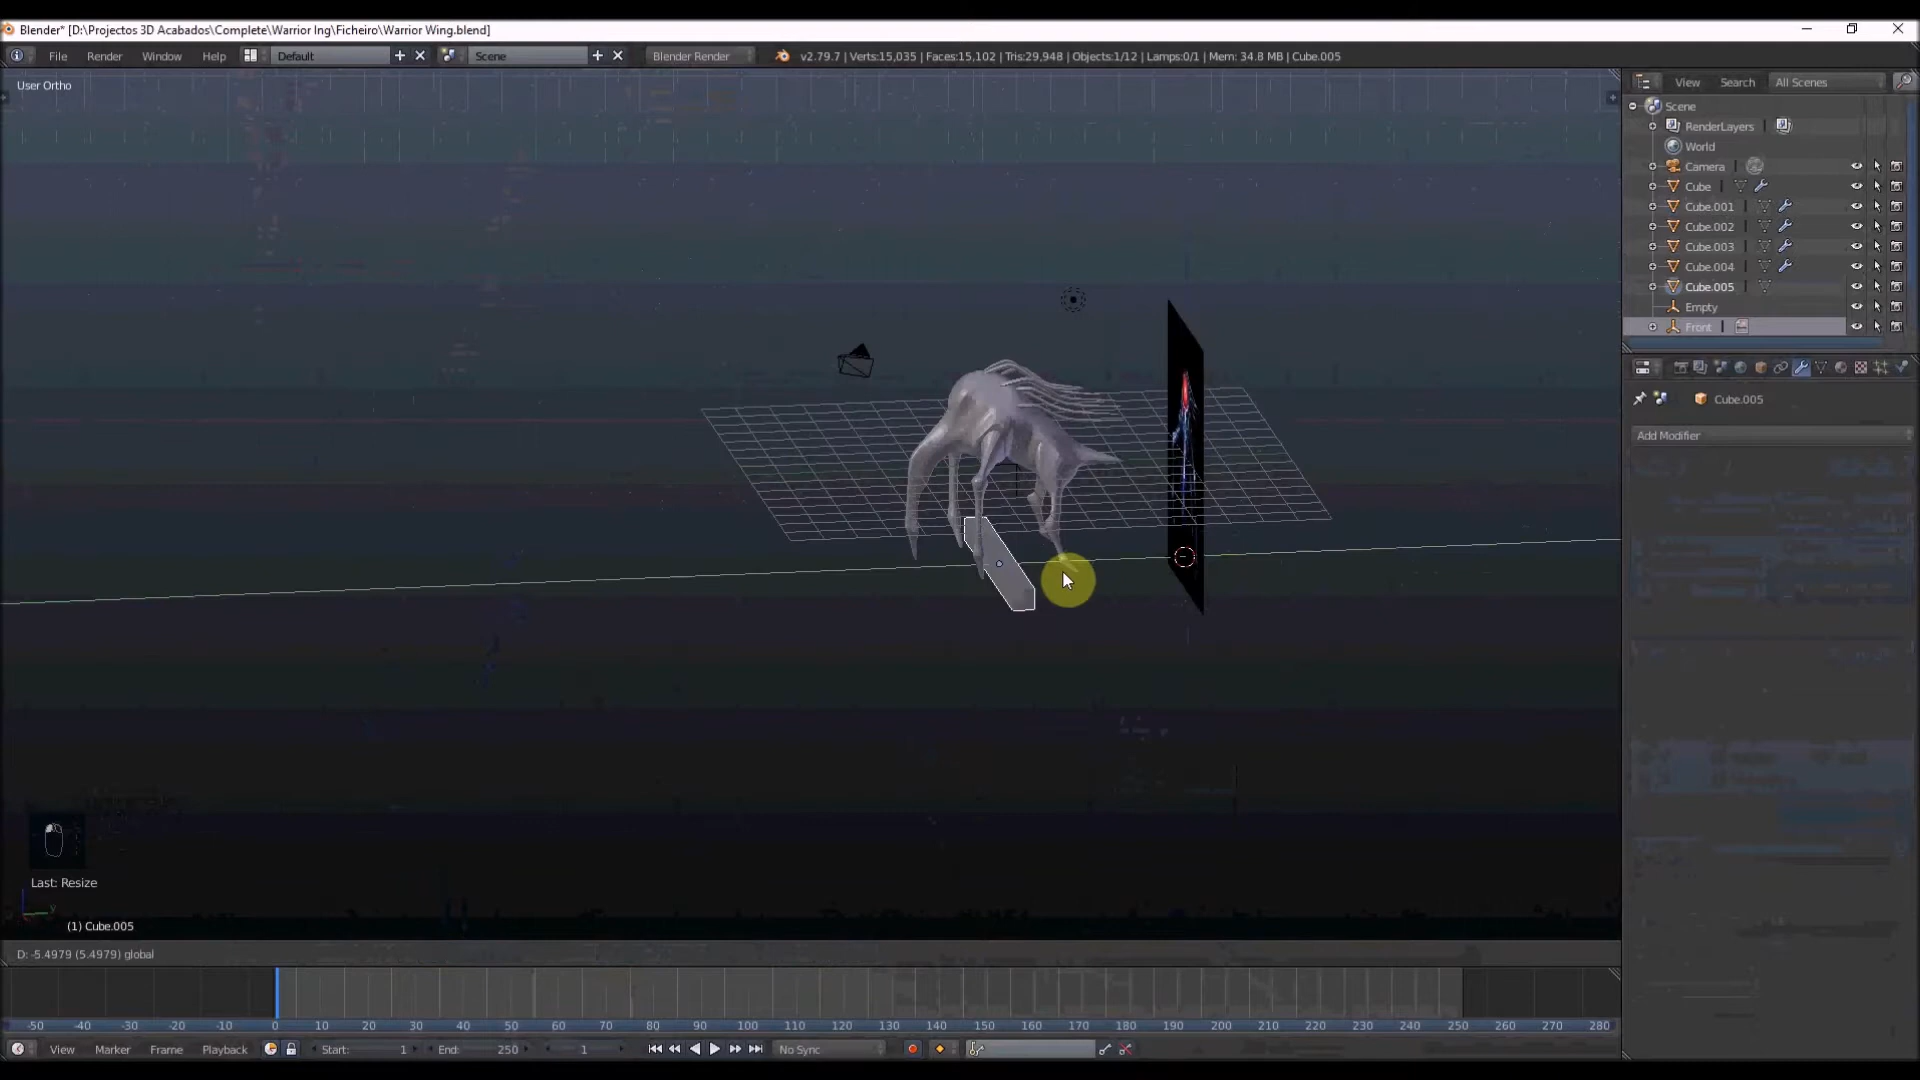 Blender* [D:\Projectos 3D Acabados\Complete\Warrior Ing\Ficheiro\Warrior Wing.blend]
File Render Window Help Default Scene Blender Render v2.79.7 | Verts:15,035 | Faces:15,102 | Tris:29,948 | Objects:1/12 | Lamps:0/1 | Mem: 34.8 MB | Cube.005
User Ortho
View Search All Scenes
Scene
RenderLayers
World
Camera
Cube
Cube.001
Cube.002
Cube.003
Cube.004
Cube.005
Empty
Front
Cube.005
Add Modifier
Last: Resize
(1) Cube.005
D: -5.4979 (5.4979) global
-50 -40 -30 -20 -10 0 10 20 30 40 50 60 70 80 90 100 110 120 130 140 150 160 170 180 190 200 210 220 230 240 250 260 270 280
View Marker Frame Playback Start: 1 End: 250 1 No Sync